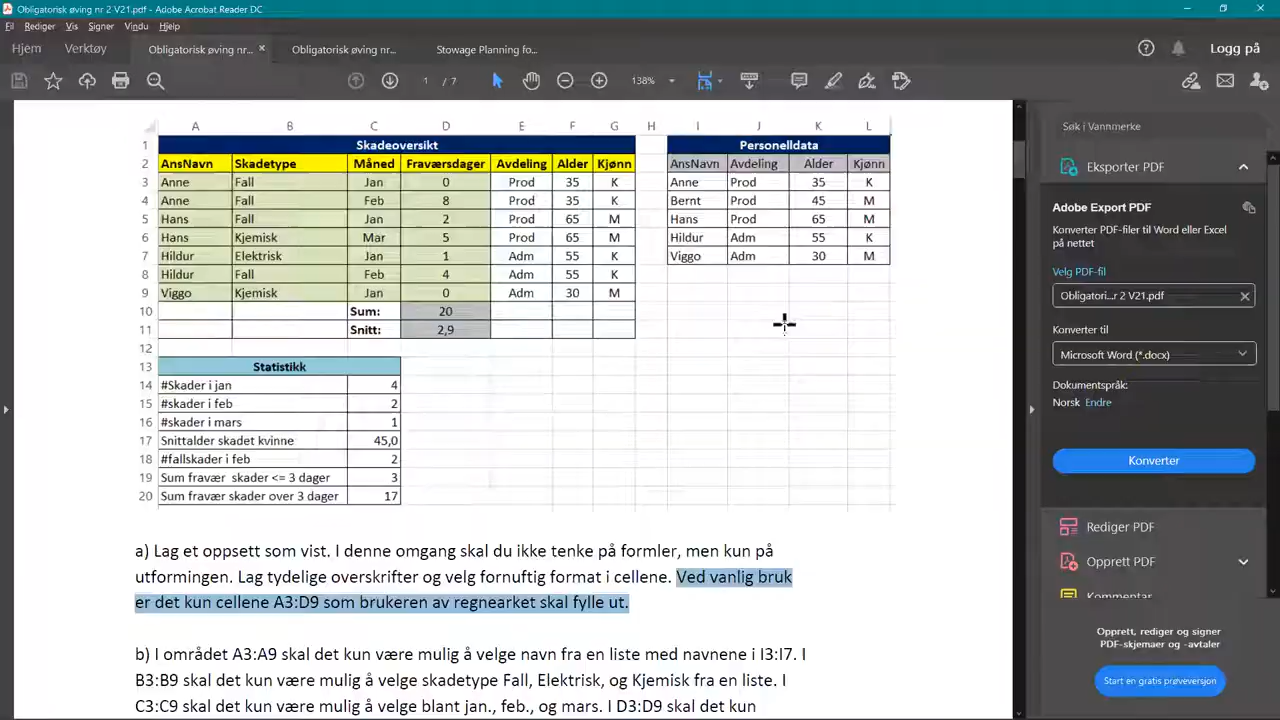 Obligatorisk øving nr 2 V21.pdf - Adobe Acrobat Reader DC
Fil Rediger Vis Signer Vindu Hjelp
Hjem Verktøy Obligatorisk øving nr... × Obligatorisk øving nr... Stowage Planning fo... Logg på
1 / 7 138%
A B C D E F G H I J K L
1 Skadeoversikt Personelldata
2 AnsNavn Skadetype Måned Fraværsdager Avdeling Alder Kjønn AnsNavn Avdeling Alder Kjønn
3 Anne Fall Jan 0 Prod 35 K Anne Prod 35 K
4 Anne Fall Feb 8 Prod 35 K Bernt Prod 45 M
5 Hans Fall Jan 2 Prod 65 M Hans Prod 65 M
6 Hans Kjemisk Mar 5 Prod 65 M Hildur Adm 55 K
7 Hildur Elektrisk Jan 1 Adm 55 K Viggo Adm 30 M
8 Hildur Fall Feb 4 Adm 55 K
9 Viggo Kjemisk Jan 0 Adm 30 M
10 Sum: 20
11 Snitt: 2,9
12
13 Statistikk
14 #Skader i jan 4
15 #skader i feb 2
16 #skader i mars 1
17 Snittalder skadet kvinne 45,0
18 #fallskader i feb 2
19 Sum fravær skader <= 3 dager 3
20 Sum fravær skader over 3 dager 17
a) Lag et oppsett som vist. I denne omgang skal du ikke tenke på formler, men kun på
utformingen. Lag tydelige overskrifter og velg fornuftig format i cellene. Ved vanlig bruk
er det kun cellene A3:D9 som brukeren av regnearket skal fylle ut.
b) I området A3:A9 skal det kun være mulig å velge navn fra en liste med navnene i I3:I7. I
B3:B9 skal det kun være mulig å velge skadetype Fall, Elektrisk, og Kjemisk fra en liste. I
C3:C9 skal det kun være mulig å velge blant jan., feb., og mars. I D3:D9 skal det kun
Søk i Vannmerke
Eksporter PDF
Adobe Export PDF
Konverter PDF-filer til Word eller Excel
på nettet
Velg PDF-fil
Obligatori...r 2 V21.pdf
Konverter til
Microsoft Word (*.docx)
Dokumentspråk:
Norsk Endre
Konverter
Rediger PDF
Opprett PDF
Kommentar
Opprett, rediger og signer
PDF-skjemaer og -avtaler
Start en gratis prøveversjon